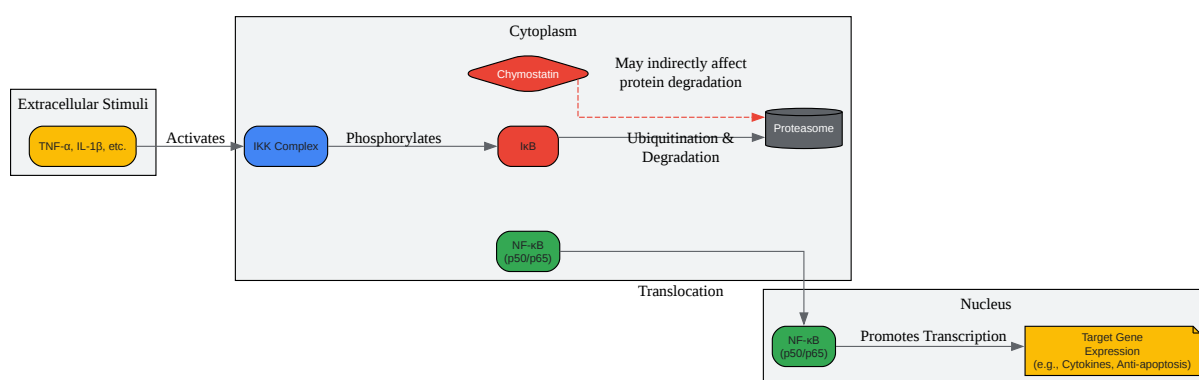 Cytoplasm
Chymostatin
May indirectly affect
protein degradation
Extracellular Stimuli
TNF-α, IL-1β, etc.
Activates
IKK Complex
Phosphorylates
IκB
Ubiquitination &
Degradation
Proteasome
NF-κB
(p50/p65)
Translocation
Nucleus
NF-κB
(p50/p65)
Promotes Transcription
Target Gene
Expression
(e.g., Cytokines, Anti-apoptosis)